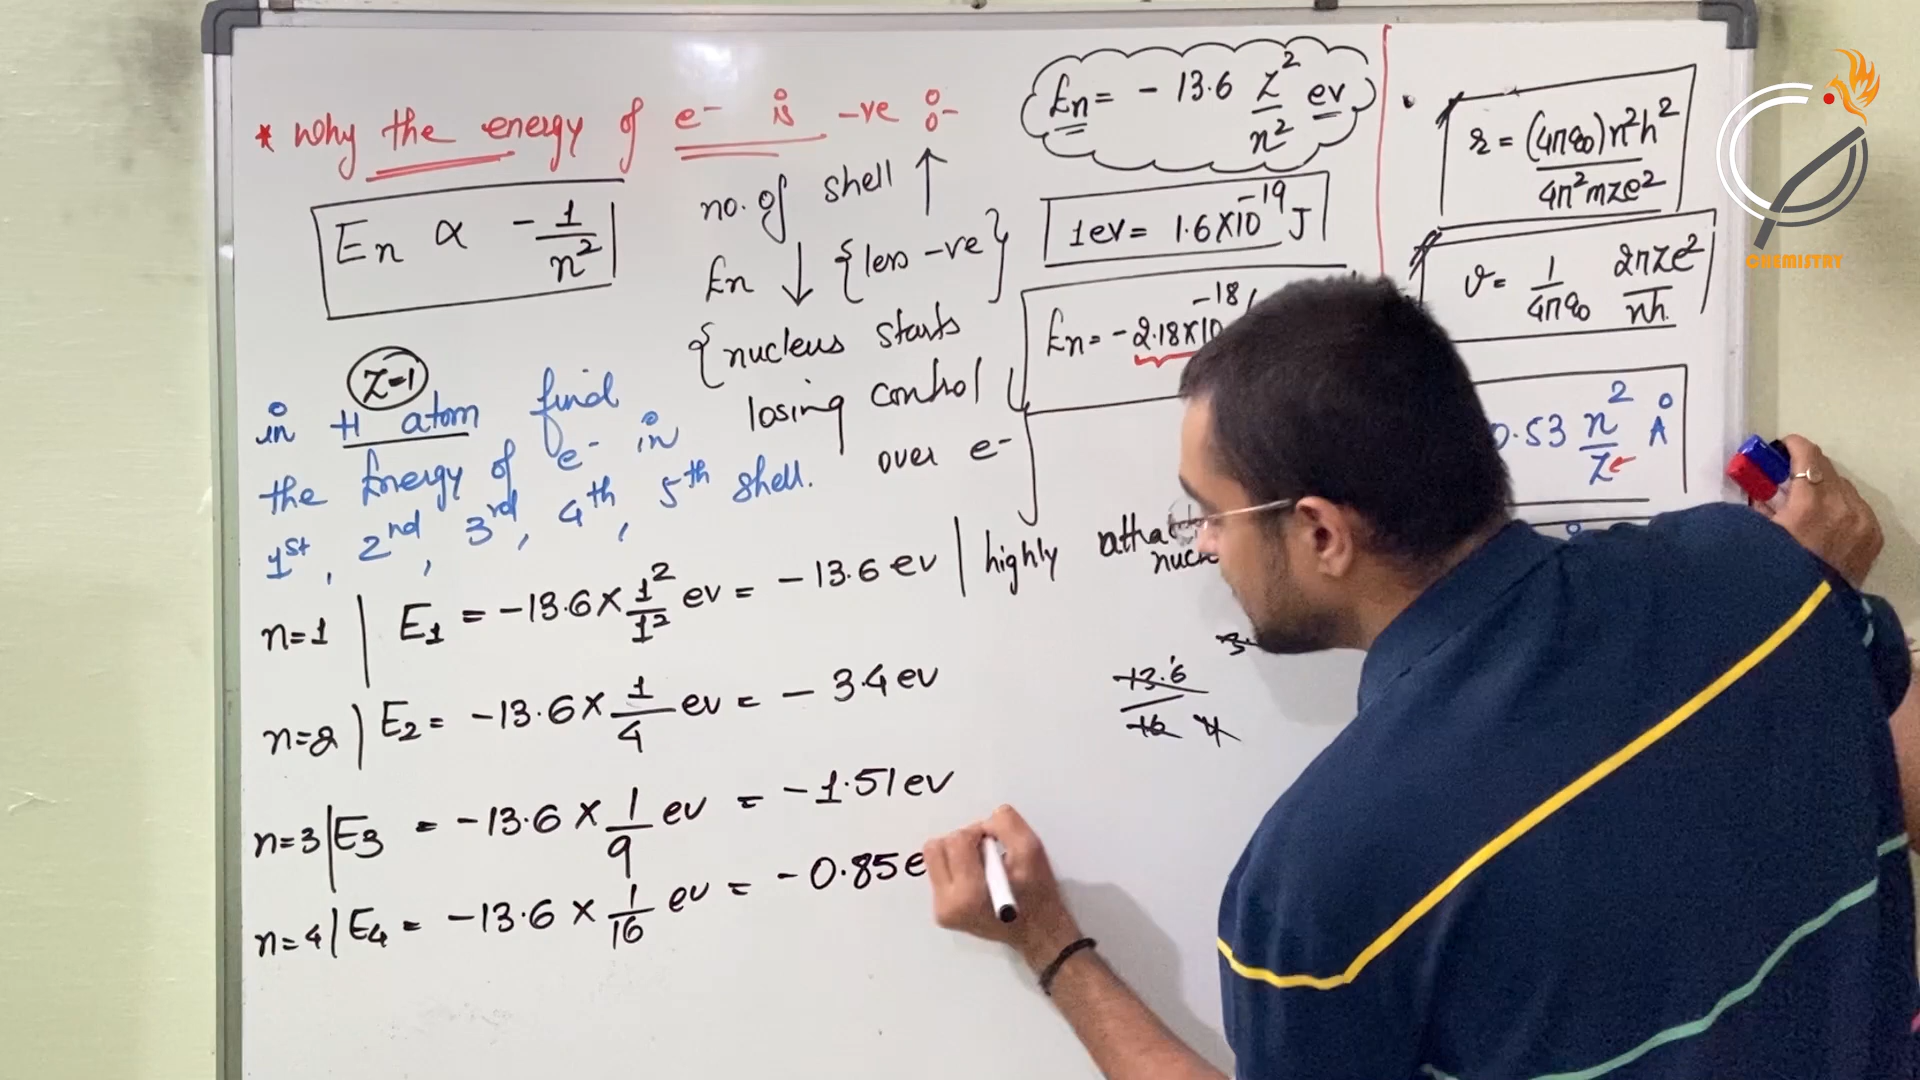 * Why the energy of e- is -ve :-
En ∝ - 1/n²
no. of shell ↑
En ↓ {less -ve}
{nucleus starts
losing control
over e-
Z=1
in H atom find
the Energy of e- in
1st, 2nd, 3rd, 4th, 5th shell.
n=1 | E1 = -13.6 × 1²/1² ev = -13.6 ev | highly
n=2 | E2 = -13.6 × 1/4 ev = - 3.4 ev
n=3 | E3 = -13.6 × 1/9 ev = - 1.51 ev
n=4 | E4 = -13.6 × 1/16 ev = - 0.85 e
-13.6
16 4
En = - 13.6 Z²/n² ev
1ev = 1.6×10-19 J
En = - 2.18×10-18
r = (4πε0)n²h²/4π²mze²
v = 1/4πε0 2πze²/nh
0.53 n²/Z Å
CHEMISTRY